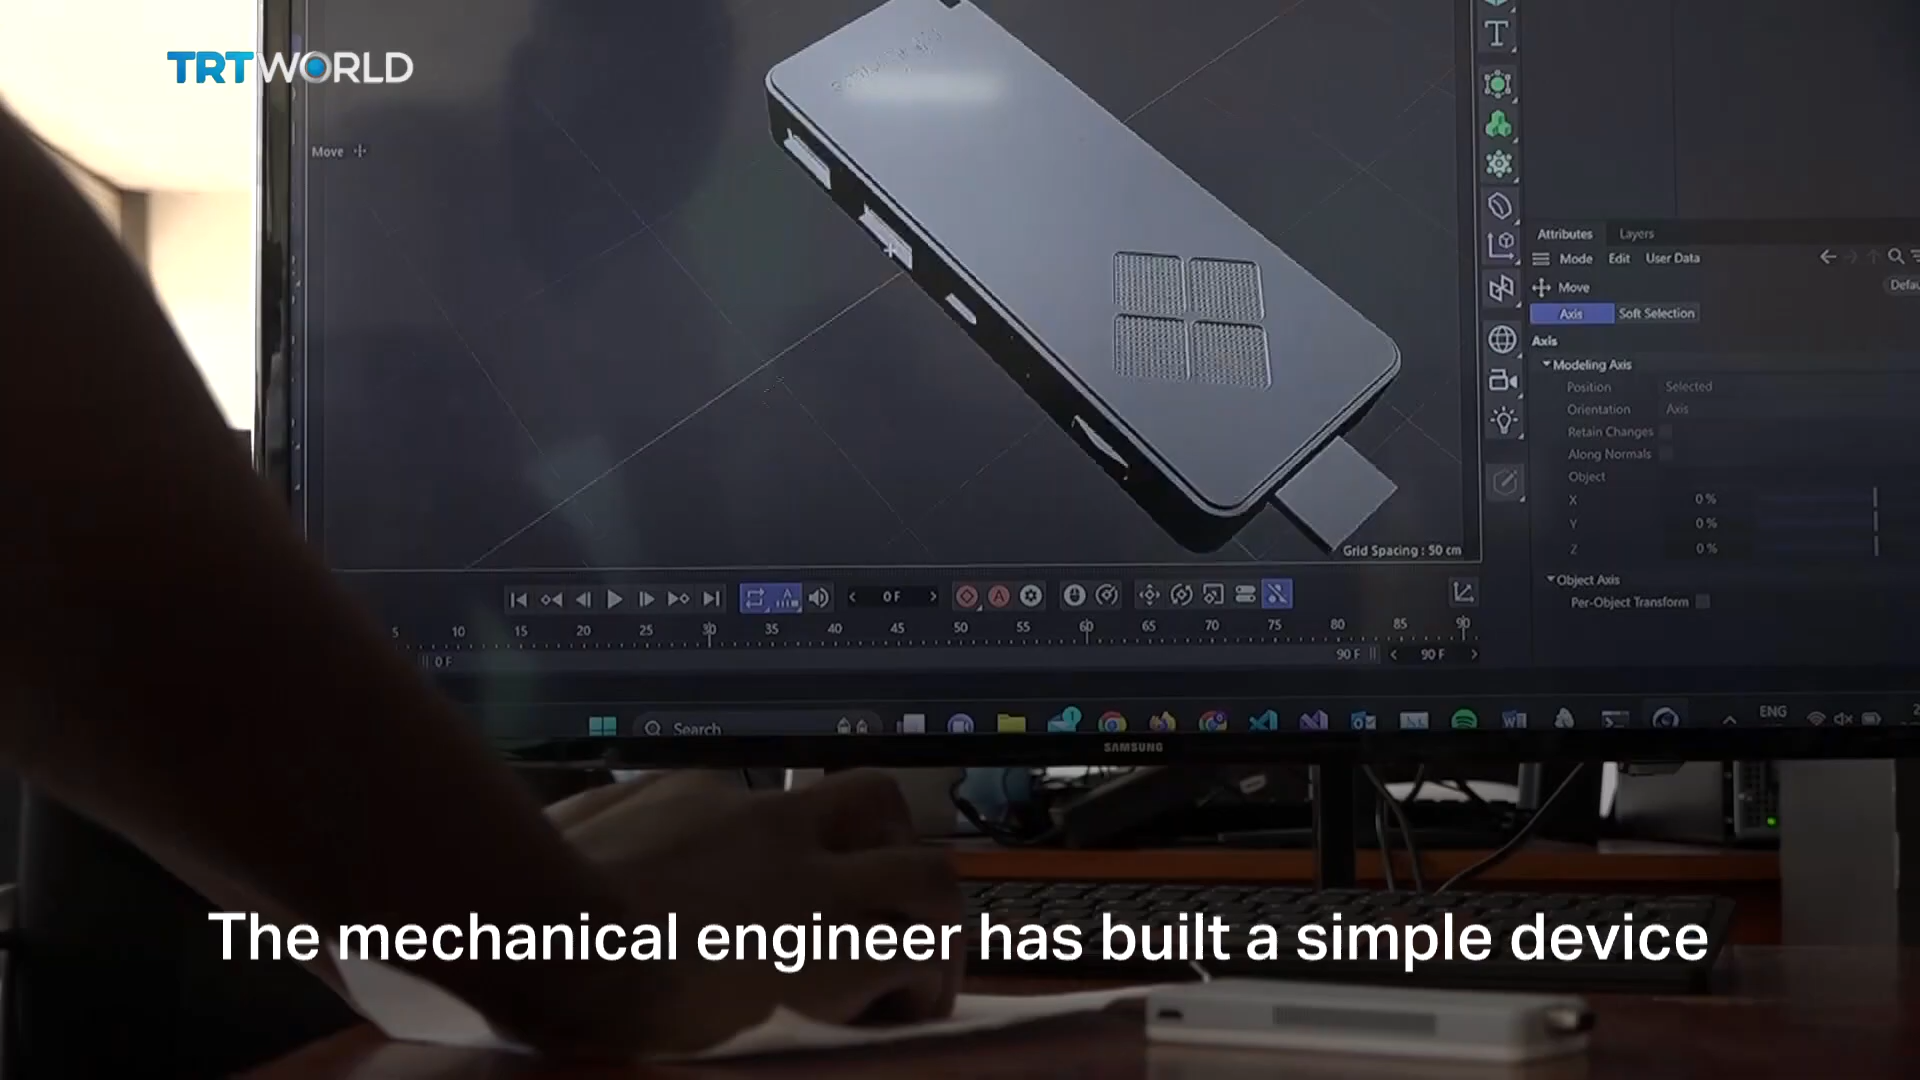 TRT WORLD
Move
Attributes Layers
Mode Edit User Data
Move
Axis Soft Selection
Axis
Modeling Axis
Position Selected
Orientation Axis
Retain Changes
Along Normals
Object
X 0 %
Y 0 %
Z 0 %
Grid Spacing : 50 cm
Object Axis
Per-Object Transform
0 F
5 10 15 20 25 30 35 40 45 50 55 60 65 70 75 80 85 90
0 F 90 F 90 F
Search
ENG
SAMSUNG
The mechanical engineer has built a simple device